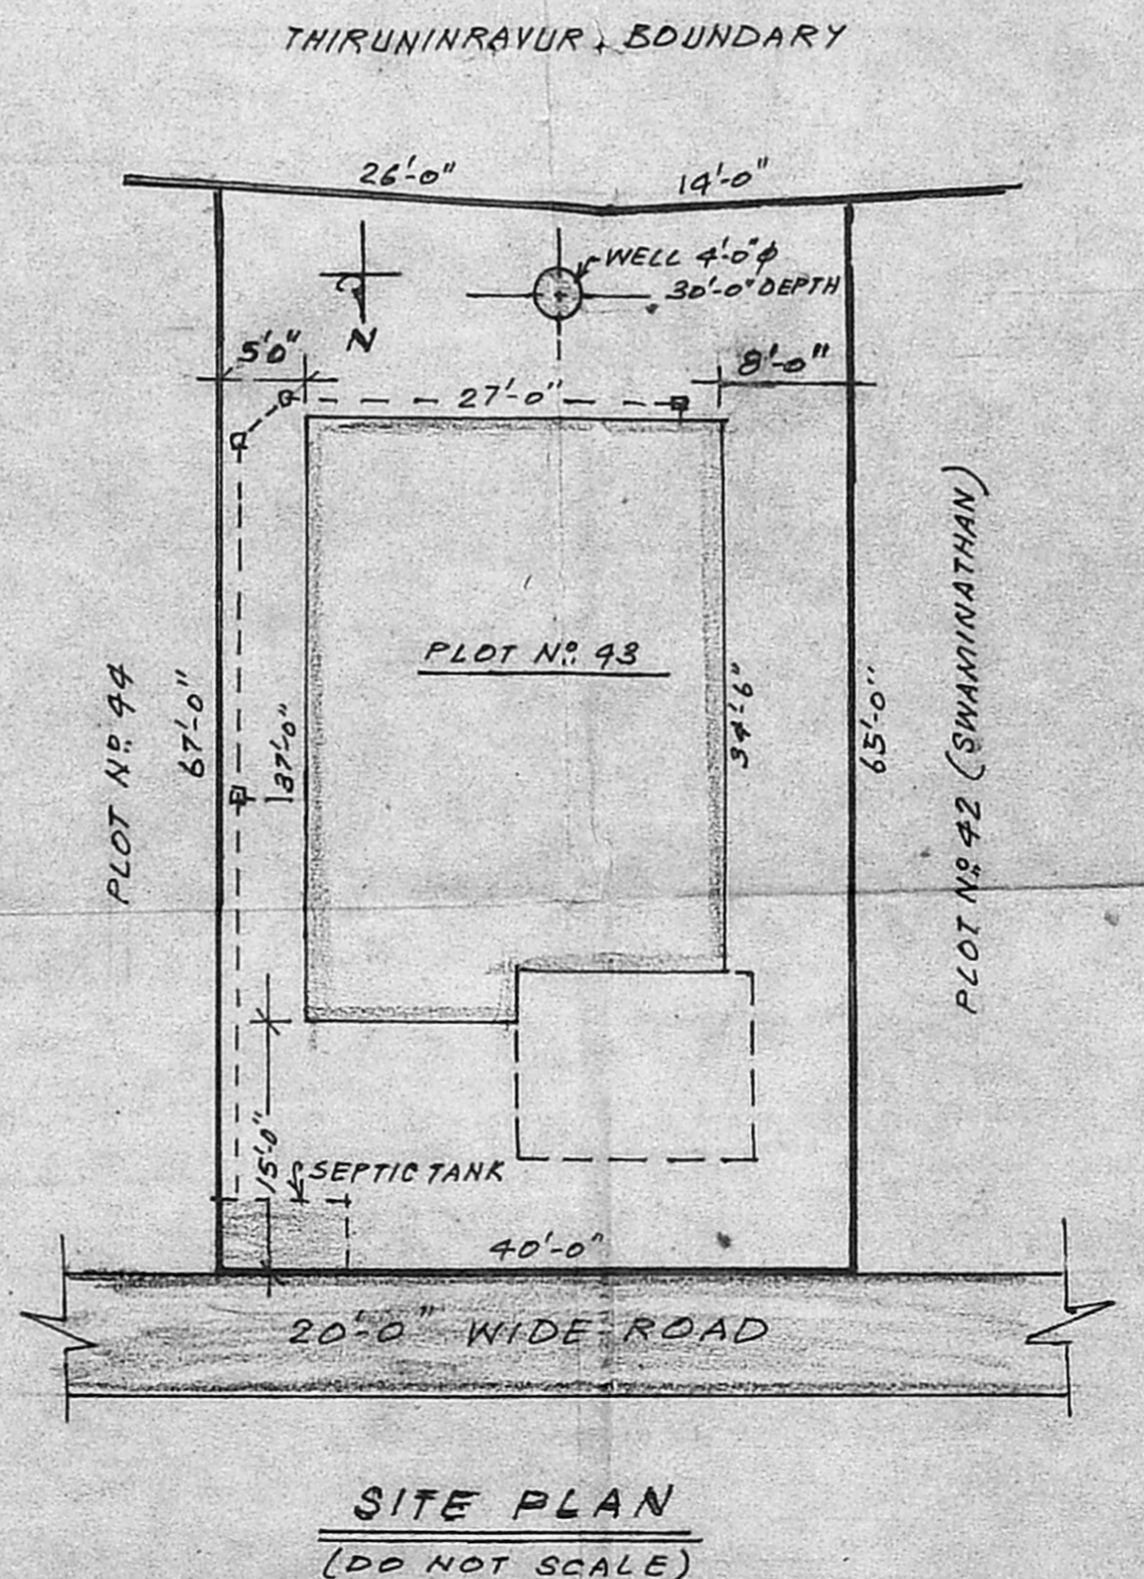 THIRUNINRAVUR BOUNDARY
26'-0"
14'-0"
WELL 4'-0"ϕ
30'-0" DEPTH
N
5'0"
8'-0"
27'-0"
PLOT Nº. 43
PLOT Nº. 44
67'-0"
37'-0"
34'-6"
65'-0"
PLOT Nº. 42 (SWAMINATHAN)
15'-0"
SEPTIC TANK
40'-0"
20'-0" WIDE ROAD
SITE PLAN
(DO NOT SCALE)